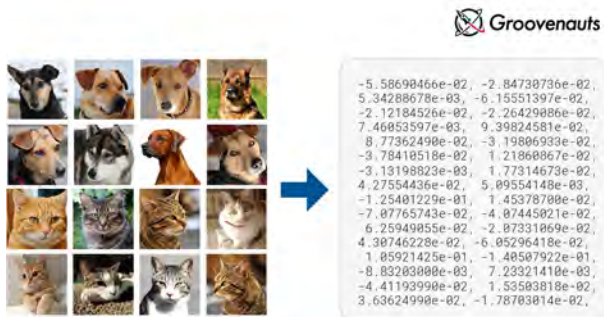 Groovenauts
-5.58690466e-02, -2.84730736e-02,
5.34288678e-03, -6.15551397e-02,
-2.12184526e-02, -2.26429086e-02,
7.46053597e-03, 9.39824581e-02,
8.77362490e-02, -3.19806933e-02,
-3.78410518e-02, 1.21860867e-02,
-3.13198823e-03, 1.77314673e-02,
4.27554436e-02, 5.09554148e-03,
-1.25401229e-01, 1.45378700e-02,
-7.07765743e-02, -4.07445021e-02,
6.25949055e-02, -2.07331069e-02,
4.30746228e-02, -6.05296418e-02,
1.05921425e-01, -1.40507922e-01,
-8.83203000e-03, 7.23321410e-03,
-4.41193990e-02, 1.53503818e-02,
3.63624990e-02, -1.78703014e-02,